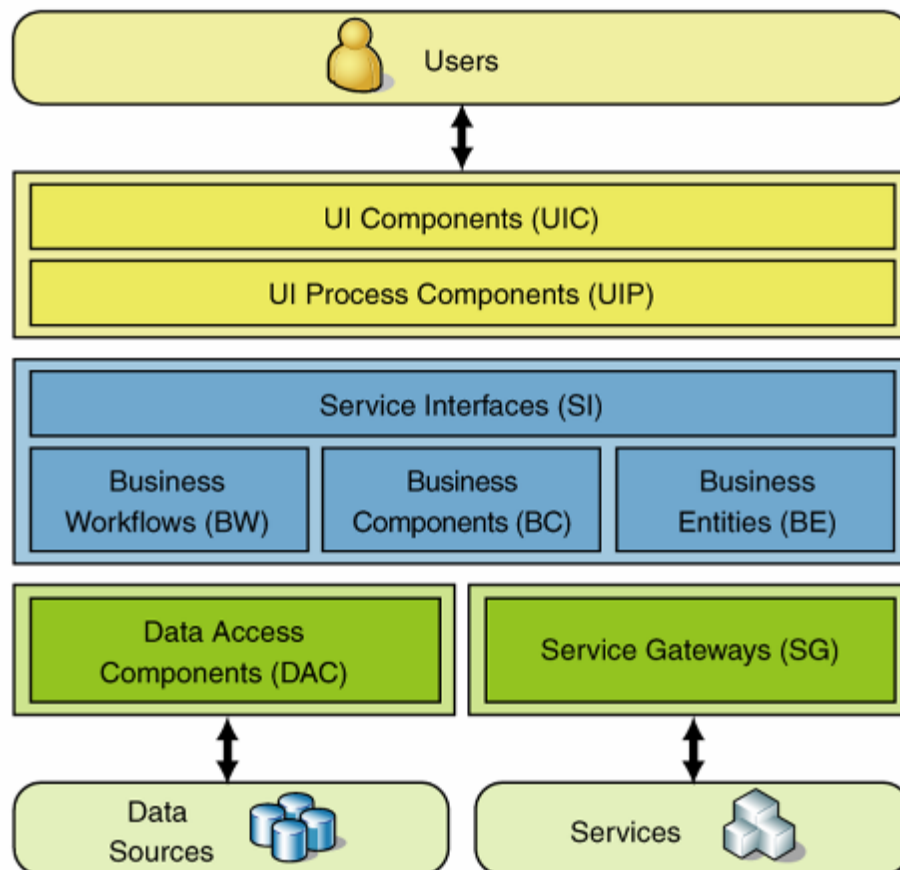 Users
UI Components (UIC)
UI Process Components (UIP)
Service Interfaces (SI)
Business
Workflows (BW)
Business
Components (BC)
Business
Entities (BE)
Data Access
Components (DAC)
Service Gateways (SG)
Data
Sources
Services